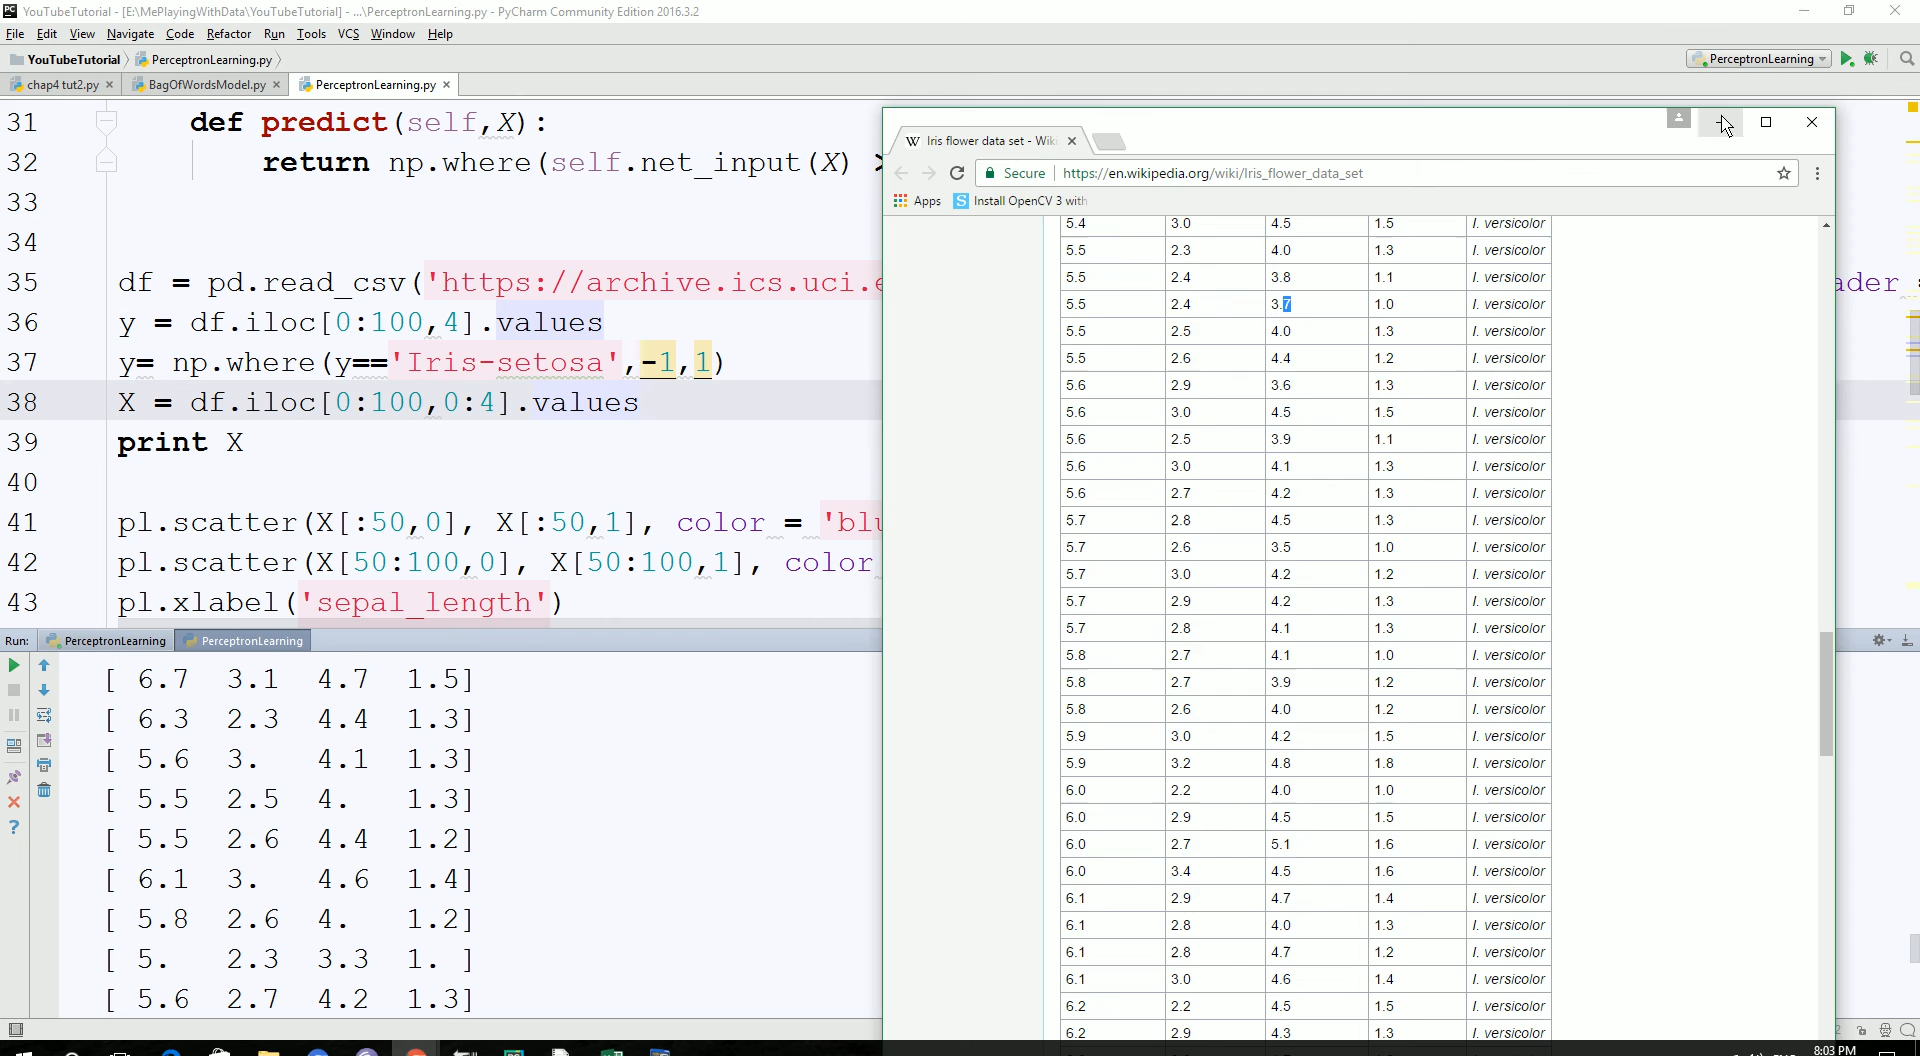 YouTubeTutorial - [E:\MePlayingWithData\YouTubeTutorial] - ...\PerceptronLearning.py - PyCharm Community Edition 2016.3.2
File Edit View Navigate Code Refactor Run Tools VCS Window Help
YouTubeTutorial PerceptronLearning.py
PerceptronLearning
chap4 tut2.py BagOfWordsModel.py PerceptronLearning.py
31 def predict(self,X):
32 return np.where(self.net_input(X) >
33
34
35 df = pd.read_csv('https://archive.ics.uci.e
ader =
36 y = df.iloc[0:100,4].values
37 y= np.where(y=='Iris-setosa',-1,1)
38 X = df.iloc[0:100,0:4].values
39 print X
40
41 pl.scatter(X[:50,0], X[:50,1], color = 'blu
42 pl.scatter(X[50:100,0], X[50:100,1], color
43 pl.xlabel('sepal_length')
Run: PerceptronLearning PerceptronLearning
[ 6.7 3.1 4.7 1.5]
[ 6.3 2.3 4.4 1.3]
[ 5.6 3. 4.1 1.3]
[ 5.5 2.5 4. 1.3]
[ 5.5 2.6 4.4 1.2]
[ 6.1 3. 4.6 1.4]
[ 5.8 2.6 4. 1.2]
[ 5. 2.3 3.3 1. ]
[ 5.6 2.7 4.2 1.3]
W Iris flower data set - Wiki
Secure https://en.wikipedia.org/wiki/Iris_flower_data_set
Apps S Install OpenCV 3 with
5.4 3.0 4.5 1.5 I. versicolor
5.5 2.3 4.0 1.3 I. versicolor
5.5 2.4 3.8 1.1 I. versicolor
5.5 2.4 3.7 1.0 I. versicolor
5.5 2.5 4.0 1.3 I. versicolor
5.5 2.6 4.4 1.2 I. versicolor
5.6 2.9 3.6 1.3 I. versicolor
5.6 3.0 4.5 1.5 I. versicolor
5.6 2.5 3.9 1.1 I. versicolor
5.6 3.0 4.1 1.3 I. versicolor
5.6 2.7 4.2 1.3 I. versicolor
5.7 2.8 4.5 1.3 I. versicolor
5.7 2.6 3.5 1.0 I. versicolor
5.7 3.0 4.2 1.2 I. versicolor
5.7 2.9 4.2 1.3 I. versicolor
5.7 2.8 4.1 1.3 I. versicolor
5.8 2.7 4.1 1.0 I. versicolor
5.8 2.7 3.9 1.2 I. versicolor
5.8 2.6 4.0 1.2 I. versicolor
5.9 3.0 4.2 1.5 I. versicolor
5.9 3.2 4.8 1.8 I. versicolor
6.0 2.2 4.0 1.0 I. versicolor
6.0 2.9 4.5 1.5 I. versicolor
6.0 2.7 5.1 1.6 I. versicolor
6.0 3.4 4.5 1.6 I. versicolor
6.1 2.9 4.7 1.4 I. versicolor
6.1 2.8 4.0 1.3 I. versicolor
6.1 2.8 4.7 1.2 I. versicolor
6.1 3.0 4.6 1.4 I. versicolor
6.2 2.2 4.5 1.5 I. versicolor
6.2 2.9 4.3 1.3 I. versicolor
8:03 PM